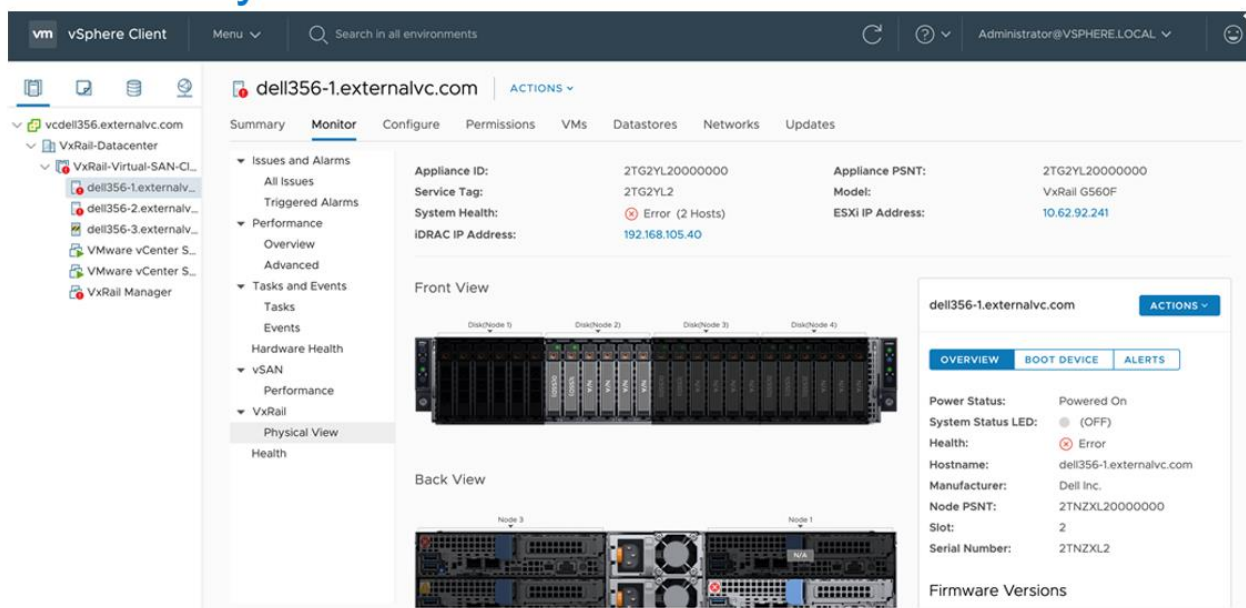 vm vSphere Client Menu Search in all environments Administrator@VSPHERE.LOCAL
dell356-1.externalvc.com ACTIONS
Summary Monitor Configure Permissions VMs Datastores Networks Updates
vcdell356.externalvc.com
VxRail-Datacenter
VxRail-Virtual-SAN-Cl...
dell356-1.externalv...
dell356-2.externalv...
dell356-3.externalv...
VMware vCenter S...
VMware vCenter S...
VxRail Manager
Issues and Alarms
All Issues
Triggered Alarms
Performance
Overview
Advanced
Tasks and Events
Tasks
Events
Hardware Health
vSAN
Performance
VxRail
Physical View
Health
Appliance ID: 2TG2YL20000000 Appliance PSNT: 2TG2YL20000000
Service Tag: 2TG2YL2 Model: VxRail G560F
System Health: Error (2 Hosts) ESXi IP Address: 10.62.92.241
iDRAC IP Address: 192.168.105.40
Front View
Disk(Node 1) Disk(Node 2) Disk(Node 3) Disk(Node 4)
Back View
Node 3 Node 1
N/A
dell356-1.externalvc.com ACTIONS
OVERVIEW BOOT DEVICE ALERTS
Power Status: Powered On
System Status LED: (OFF)
Health: Error
Hostname: dell356-1.externalvc.com
Manufacturer: Dell Inc.
Node PSNT: 2TNZXL20000000
Slot: 2
Serial Number: 2TNZXL2
Firmware Versions